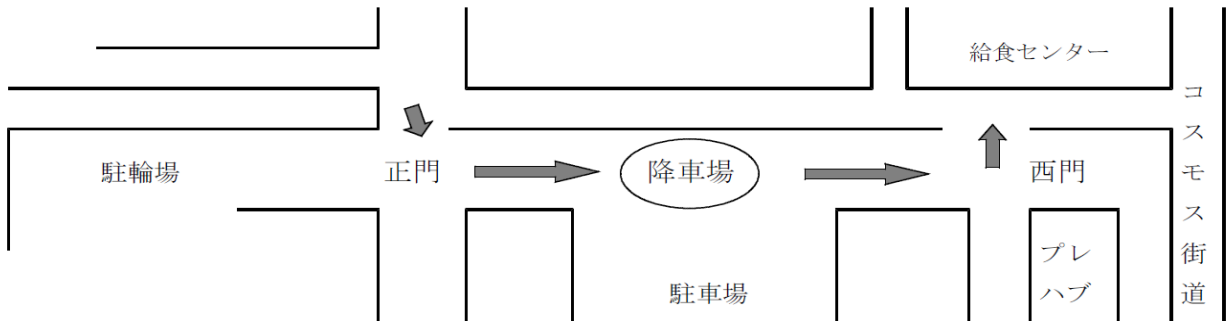 給食センター
コスモス街道
駐輪場
正門
降車場
西門
プレ
ハブ
駐車場